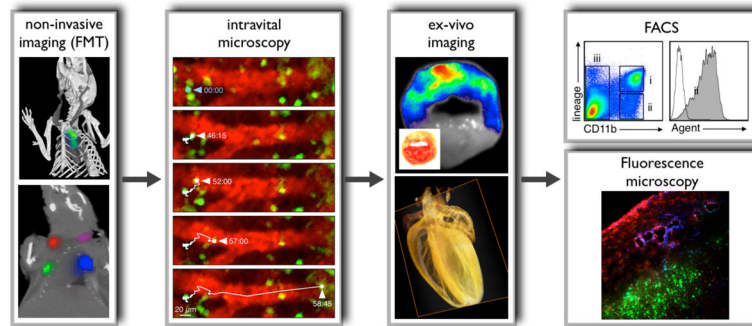 non-invasive
imaging (FMT)
intravital
microscopy
00:00
46:15
52:00
57:00
58:45
20 µm
ex-vivo
imaging
FACS
lineage
iii
i
ii
CD11b
ii
Agent
Fluorescence
microscopy